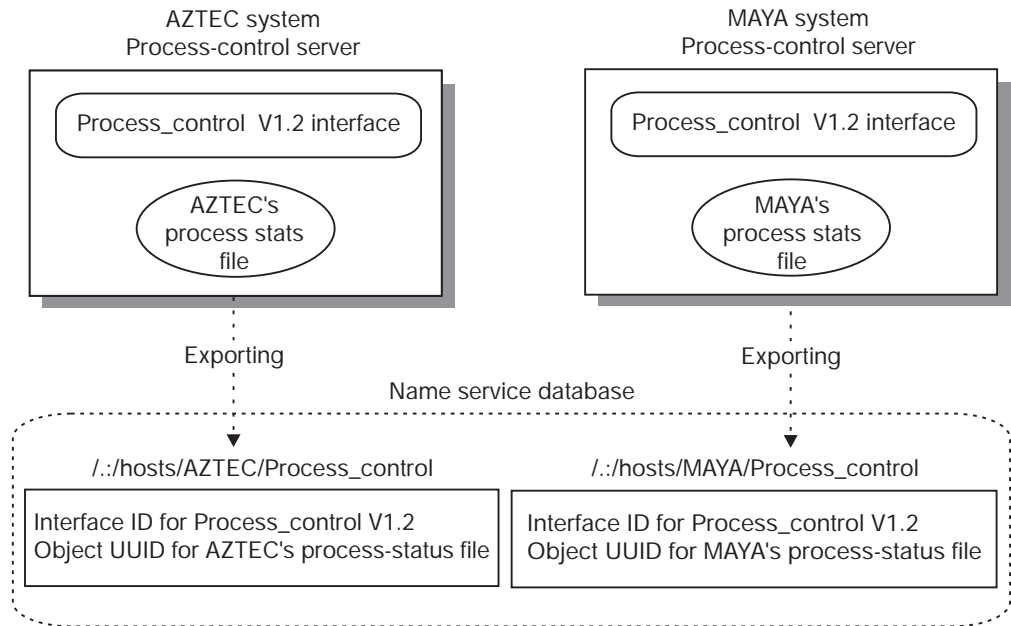 AZTEC system
Process-control server
Process_control V1.2 interface
AZTEC's
process stats
file
Exporting
MAYA system
Process-control server
Process_control V1.2 interface
MAYA's
process stats
file
Exporting
Name service database
/.:/hosts/AZTEC/Process_control
Interface ID for Process_control V1.2
Object UUID for AZTEC's process-status file
/.:/hosts/MAYA/Process_control
Interface ID for Process_control V1.2
Object UUID for MAYA's process-status file